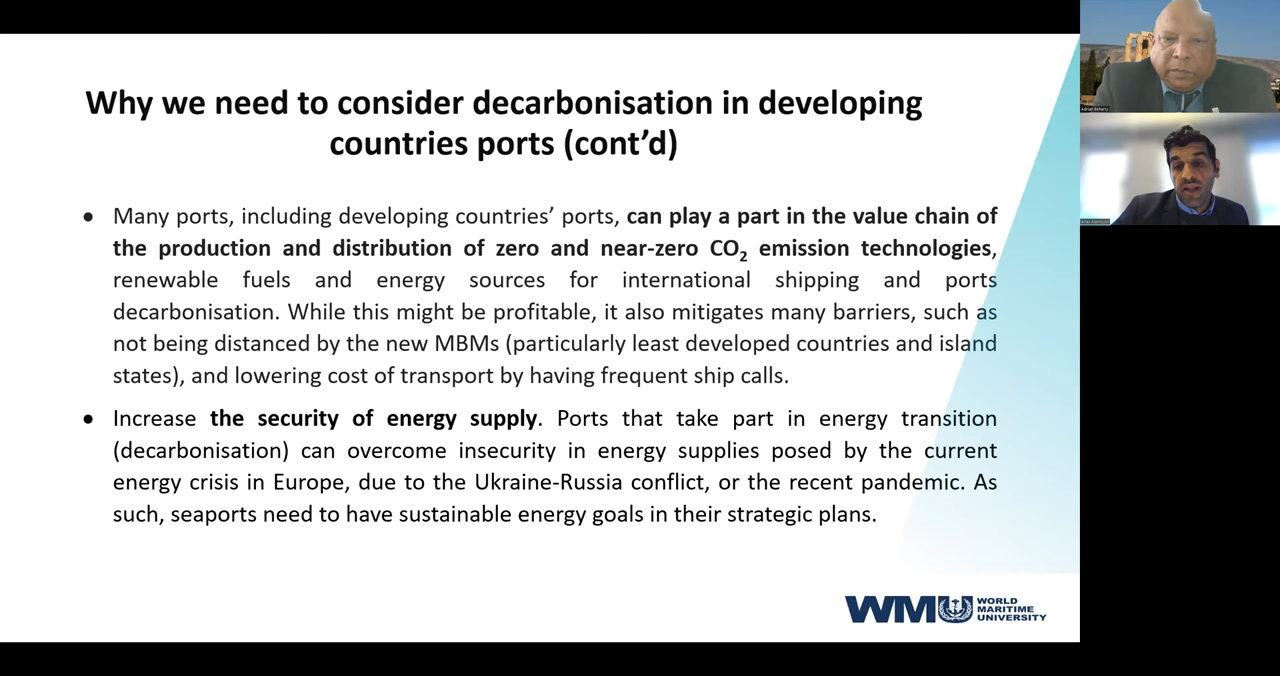 Why we need to consider decarbonisation in developing
countries ports (cont’d)
● Many ports, including developing countries’ ports, can play a part in the value chain of
the production and distribution of zero and near-zero CO₂ emission technologies,
renewable fuels and energy sources for international shipping and ports
decarbonisation. While this might be profitable, it also mitigates many barriers, such as
not being distanced by the new MBMs (particularly least developed countries and island
states), and lowering cost of transport by having frequent ship calls.
● Increase the security of energy supply. Ports that take part in energy transition
(decarbonisation) can overcome insecurity in energy supplies posed by the current
energy crisis in Europe, due to the Ukraine-Russia conflict, or the recent pandemic. As
such, seaports need to have sustainable energy goals in their strategic plans.
WMU
WORLD
MARITIME
UNIVERSITY